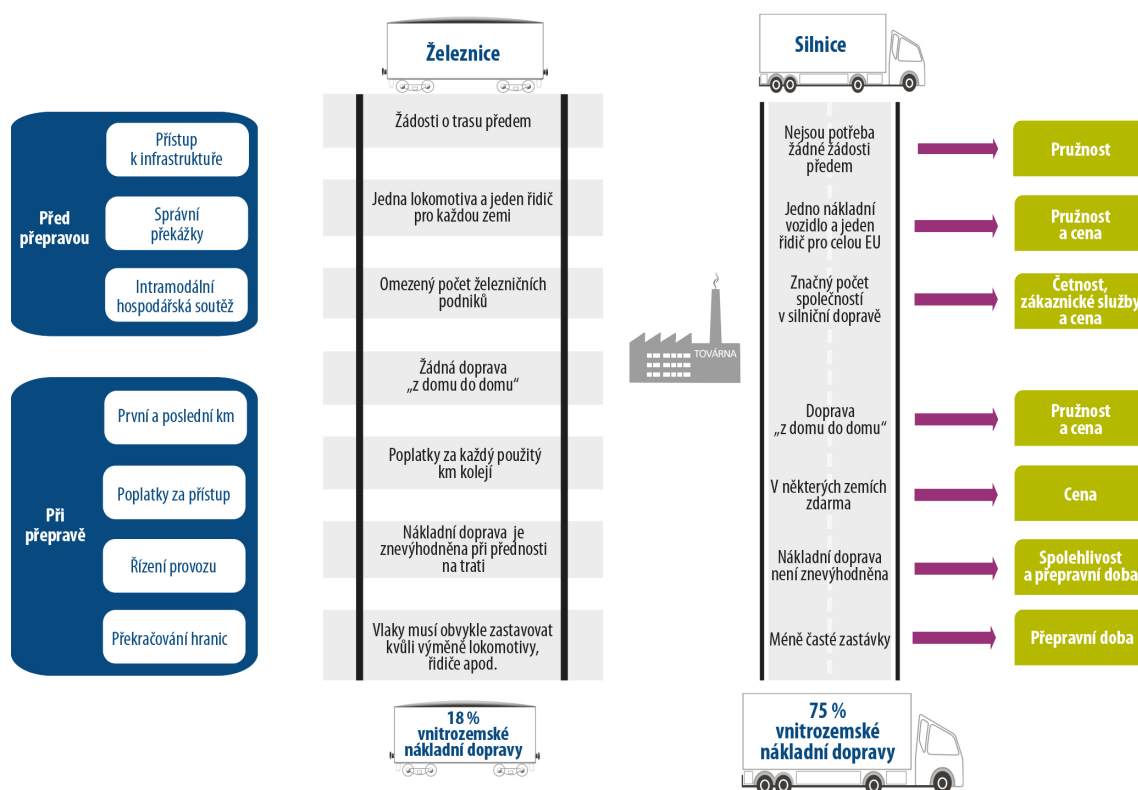 Železnice
Silnice
Před
přepravou
Přístup
k infrastruktuře
Žádosti o trasu předem
Nejsou potřeba
žádné žádosti
předem
Pružnost
Správní
překážky
Jedna lokomotiva a jeden řidič
pro každou zemi
Jedno nákladní
vozidlo a jeden
řidič pro celou EU
Pružnost
a cena
Intramodální
hospodářská soutěž
Omezený počet železničních
podniků
Značný počet
společností
v silniční dopravě
Četnost,
zákaznické služby
a cena
TOVÁRNA
Při
přepravě
První a poslední km
Žádná doprava
„z domu do domu“
Doprava
„z domu do domu“
Pružnost
a cena
Poplatky za přístup
Poplatky za každý použitý
km kolejí
V některých zemích
zdarma
Cena
Řízení provozu
Nákladní doprava je
znevýhodněna při přednosti
na trati
Nákladní doprava
není znevýhodněna
Spolehlivost
a přepravní doba
Překračování hranic
Vlaky musí obvykle zastavovat
kvůli výměně lokomotivy,
řidiče apod.
Méně časté zastávky
Přepravní doba
18 %
vnitrozemské
nákladní dopravy
75 %
vnitrozemské
nákladní dopravy